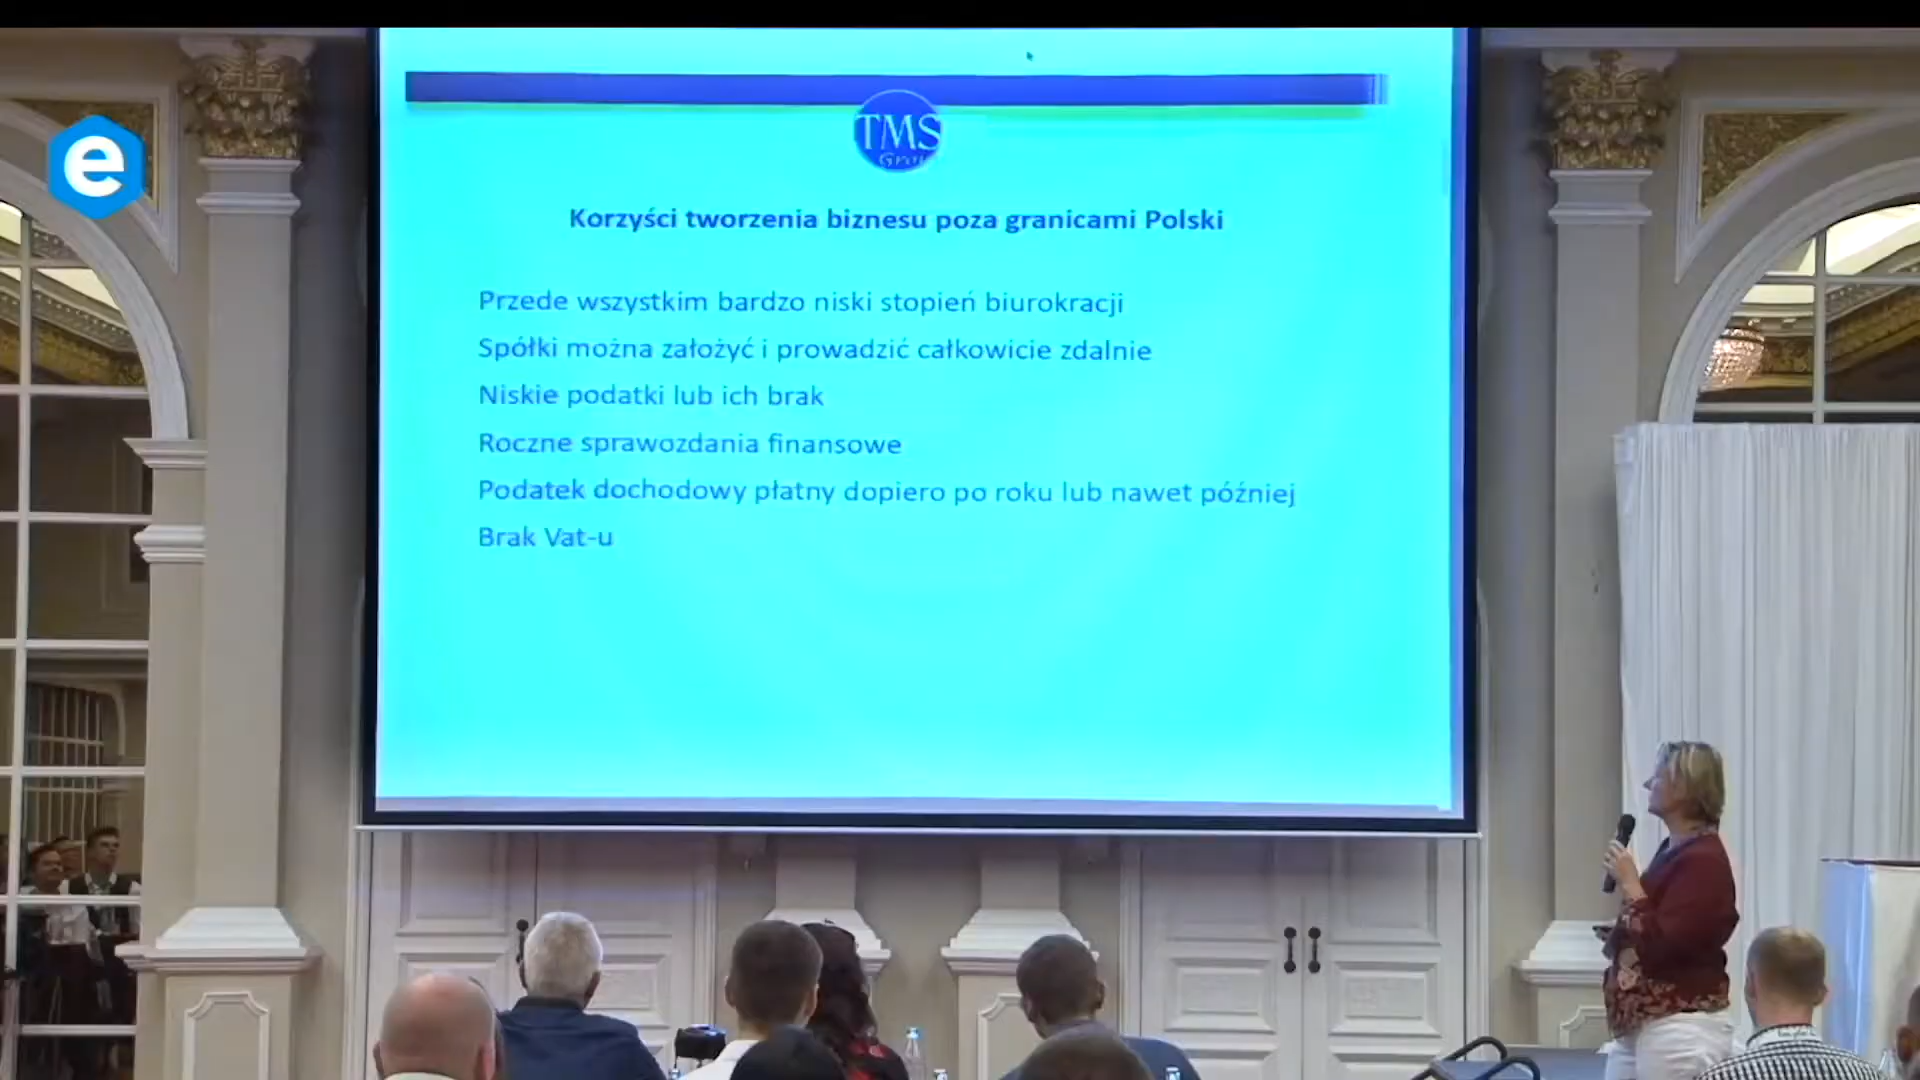 e
TMS
Korzyści tworzenia biznesu poza granicami Polski
Przede wszystkim bardzo niski stopień biurokracji
Spółki można założyć i prowadzić całkowicie zdalnie
Niskie podatki lub ich brak
Roczne sprawozdania finansowe
Podatek dochodowy płatny dopiero po roku lub nawet później
Brak Vat-u